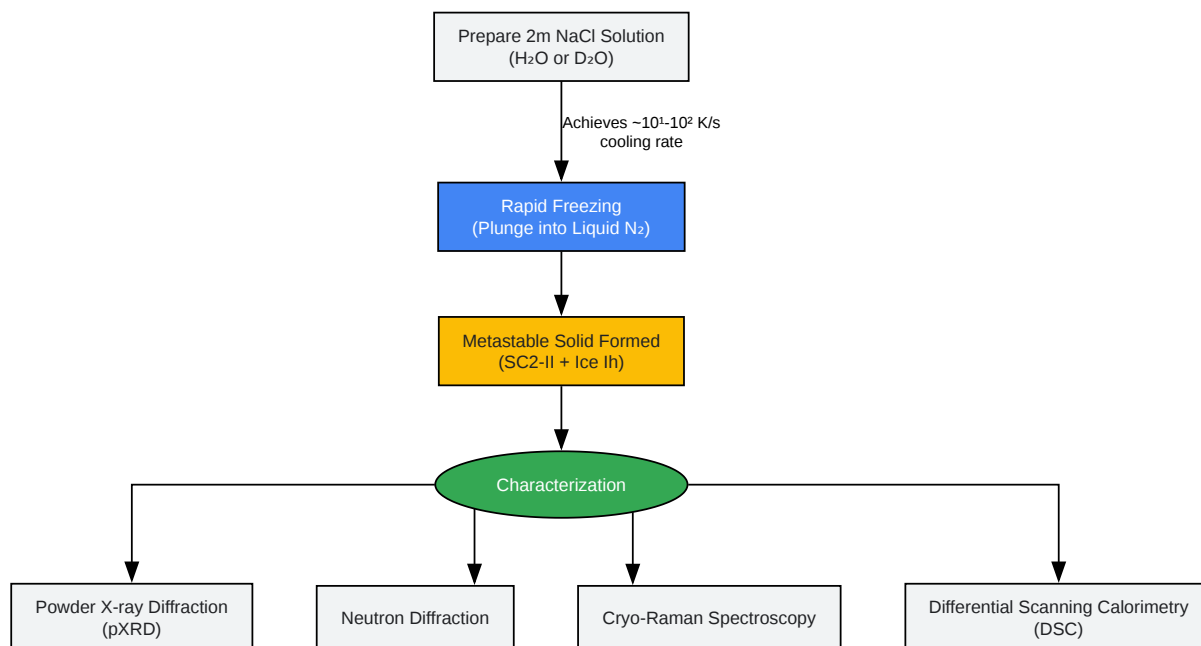 Prepare 2m NaCl Solution
(H₂O or D₂O)
Achieves ~10¹-10² K/s
cooling rate
Rapid Freezing
(Plunge into Liquid N₂)
Metastable Solid Formed
(SC2-II + Ice Ih)
Characterization
Powder X-ray Diffraction
(pXRD)
Neutron Diffraction
Cryo-Raman Spectroscopy
Differential Scanning Calorimetry
(DSC)